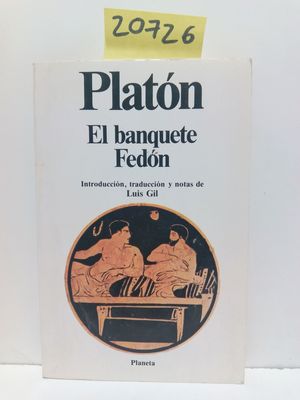 20726
Platón
El banquete
Fedón
Introducción, traducción y notas de
Luis Gil
Planeta